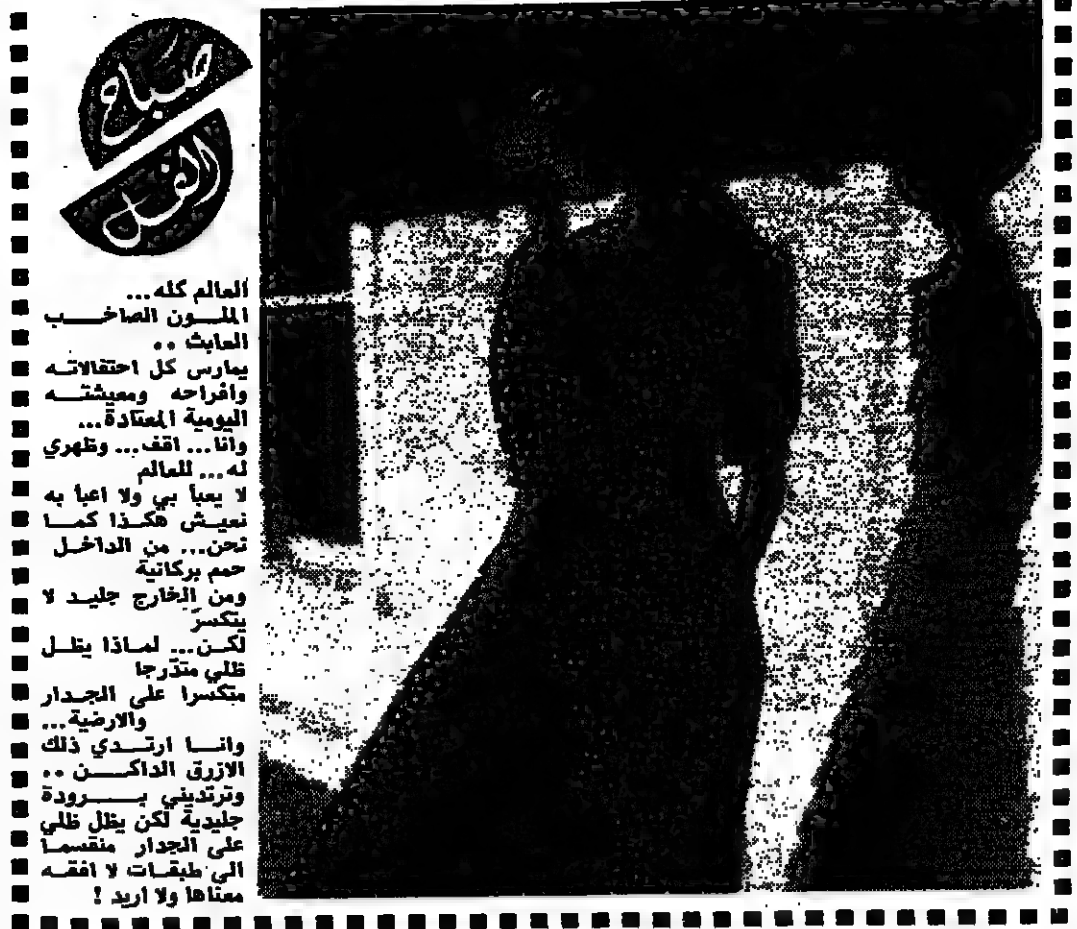 صباح
الفل
العالم كله...
الملون الصاخب
العابث ..
يمارس كل احتفالاته
وافراحه ومعيشته
اليومية المعتادة...
وانا... اقف... وظهري
له... للعالم
لا يعبأ بي ولا اعبأ به
نعيش هكذا كما
نحن... من الداخل
حمم بركانية
ومن الخارج جليد لا
يتكسر
لكن... لماذا يظل
ظلي متدرجا
متكسرا على الجدار
والارضية...
وانا ارتدي ذلك
الازرق الداكن ..
وترتديني برودة
جليدية لكن يظل ظلي
على الجدار منقسما
الى طبقات لا افقه
معناها ولا اريد !